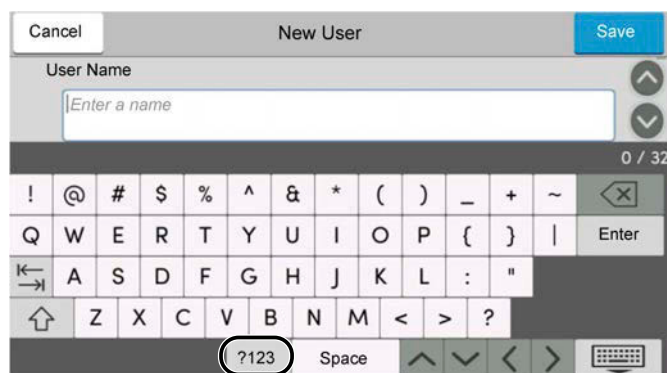 Cancel New User Save
User Name
Enter a name
0 / 32
! @ # $ % ^ & * ( ) _ + ~
Q W E R T Y U I O P { } | Enter
A S D F G H J K L : "
Z X C V B N M < > ?
?123 Space